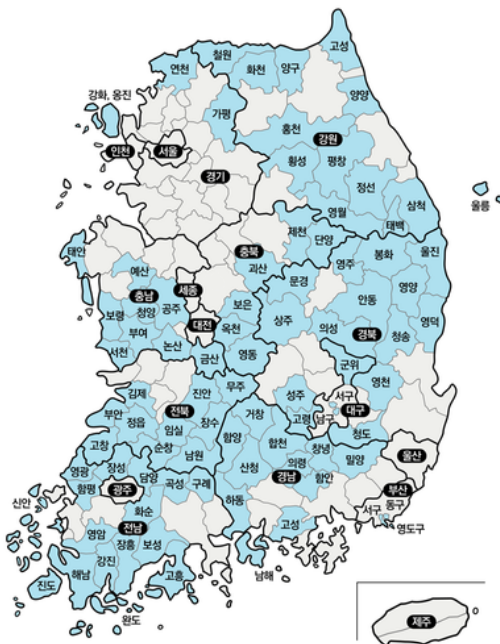 고성
철원
연천
화천
양구
강화, 옹진
양양
가평
홍천
강원
인천
서울
횡성
평창
경기
정선
울릉
삼척
영월
태백
제천
단양
태안
충북
봉화
울진
예산
괴산
영주
문경
세종
충남
안동
영양
보령
청양
공주
보은
상주
대전
의성
경북
영덕
부여
옥천
청송
서천
논산
금산
영동
군위
영천
무주
김제
진안
성주
서구
대구
부안
전북
거창
고령
남구
정읍
임실
장수
청도
함양
합천
창녕
고창
순창
남원
밀양
울산
영광
장성
담양
산청
의령
경남
함안
신안
함평
광주
곡성
구례
부산
화순
하동
고성
서구
동구
영암
전남
영도구
장흥
보성
강진
해남
고흥
남해
진도
완도
제주